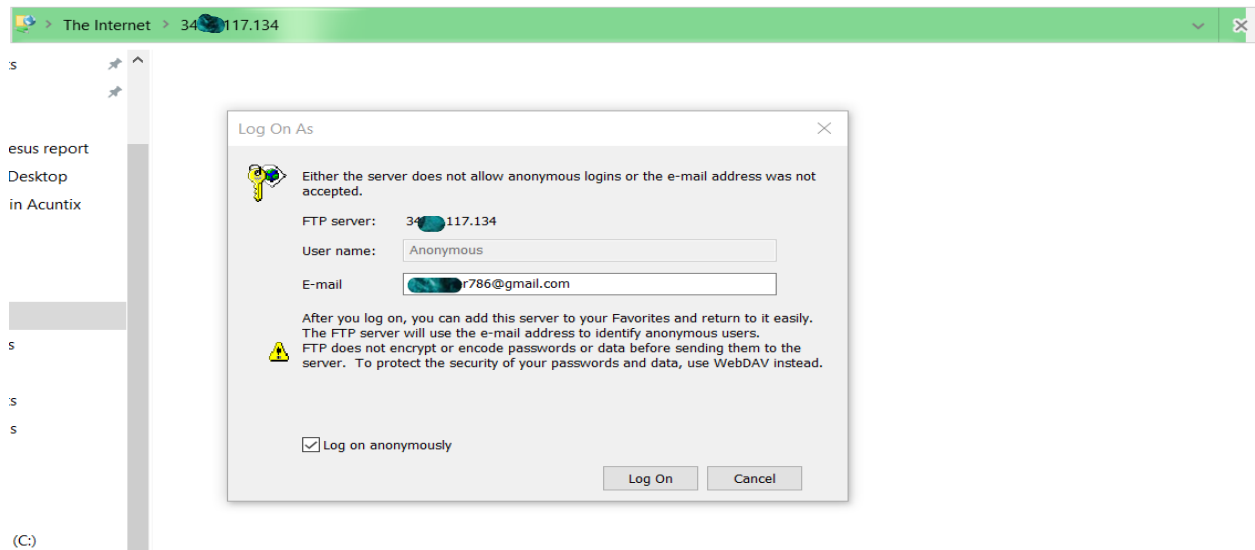 > The Internet > 34 117.134
s
esus report
Desktop
in Acuntix
s
s
s
(C:)
Log On As
Either the server does not allow anonymous logins or the e-mail address was not
accepted.
FTP server: 34 117.134
User name: Anonymous
E-mail r786@gmail.com
After you log on, you can add this server to your Favorites and return to it easily.
The FTP server will use the e-mail address to identify anonymous users.
FTP does not encrypt or encode passwords or data before sending them to the
server. To protect the security of your passwords and data, use WebDAV instead.
Log on anonymously
Log On Cancel